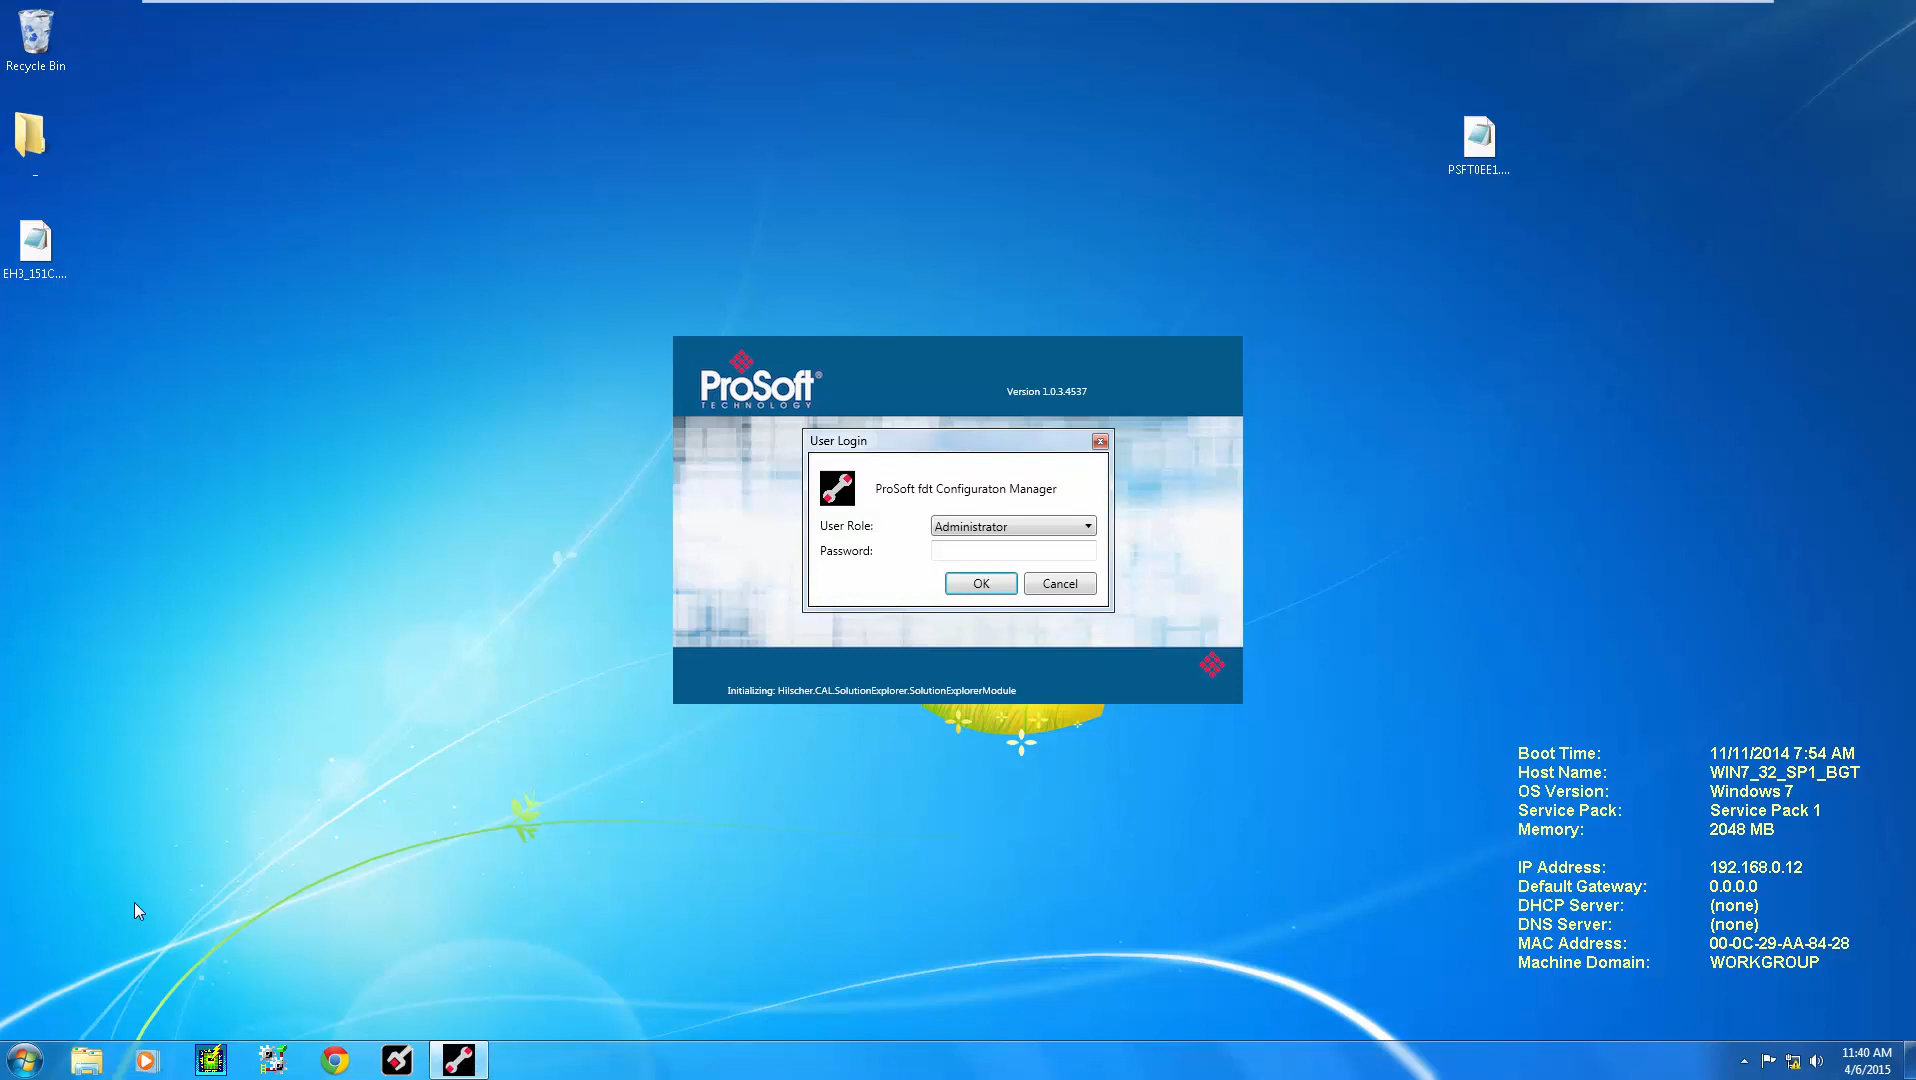 Recycle Bin
_
EH3_151C....
PSFT0EE1....
ProSoft®
TECHNOLOGY
Version 1.0.3.4537
User Login
ProSoft fdt Configuraton Manager
User Role:
Administrator
Password:
OK
Cancel
Initializing: Hilscher.CAL.SolutionExplorer.SolutionExplorerModule
Boot Time: 11/11/2014 7:54 AM
Host Name: WIN7_32_SP1_BGT
OS Version: Windows 7
Service Pack: Service Pack 1
Memory: 2048 MB
IP Address: 192.168.0.12
Default Gateway: 0.0.0.0
DHCP Server: (none)
DNS Server: (none)
MAC Address: 00-0C-29-AA-84-28
Machine Domain: WORKGROUP
11:40 AM
4/6/2015